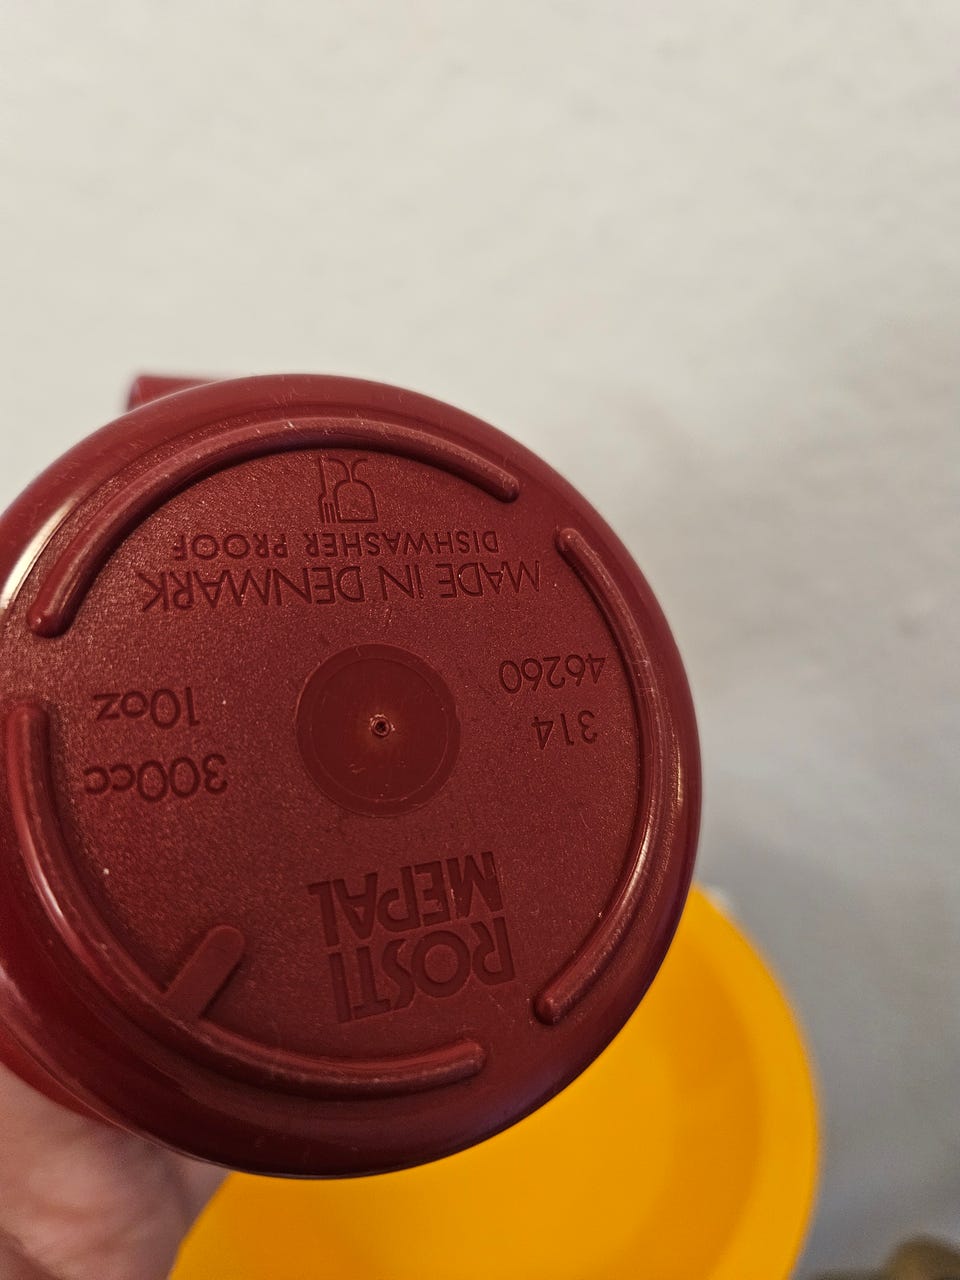 ROSTI
MEPAL
300cc
10oz
314
46260
MADE IN DENMARK
DISHWASHER PROOF